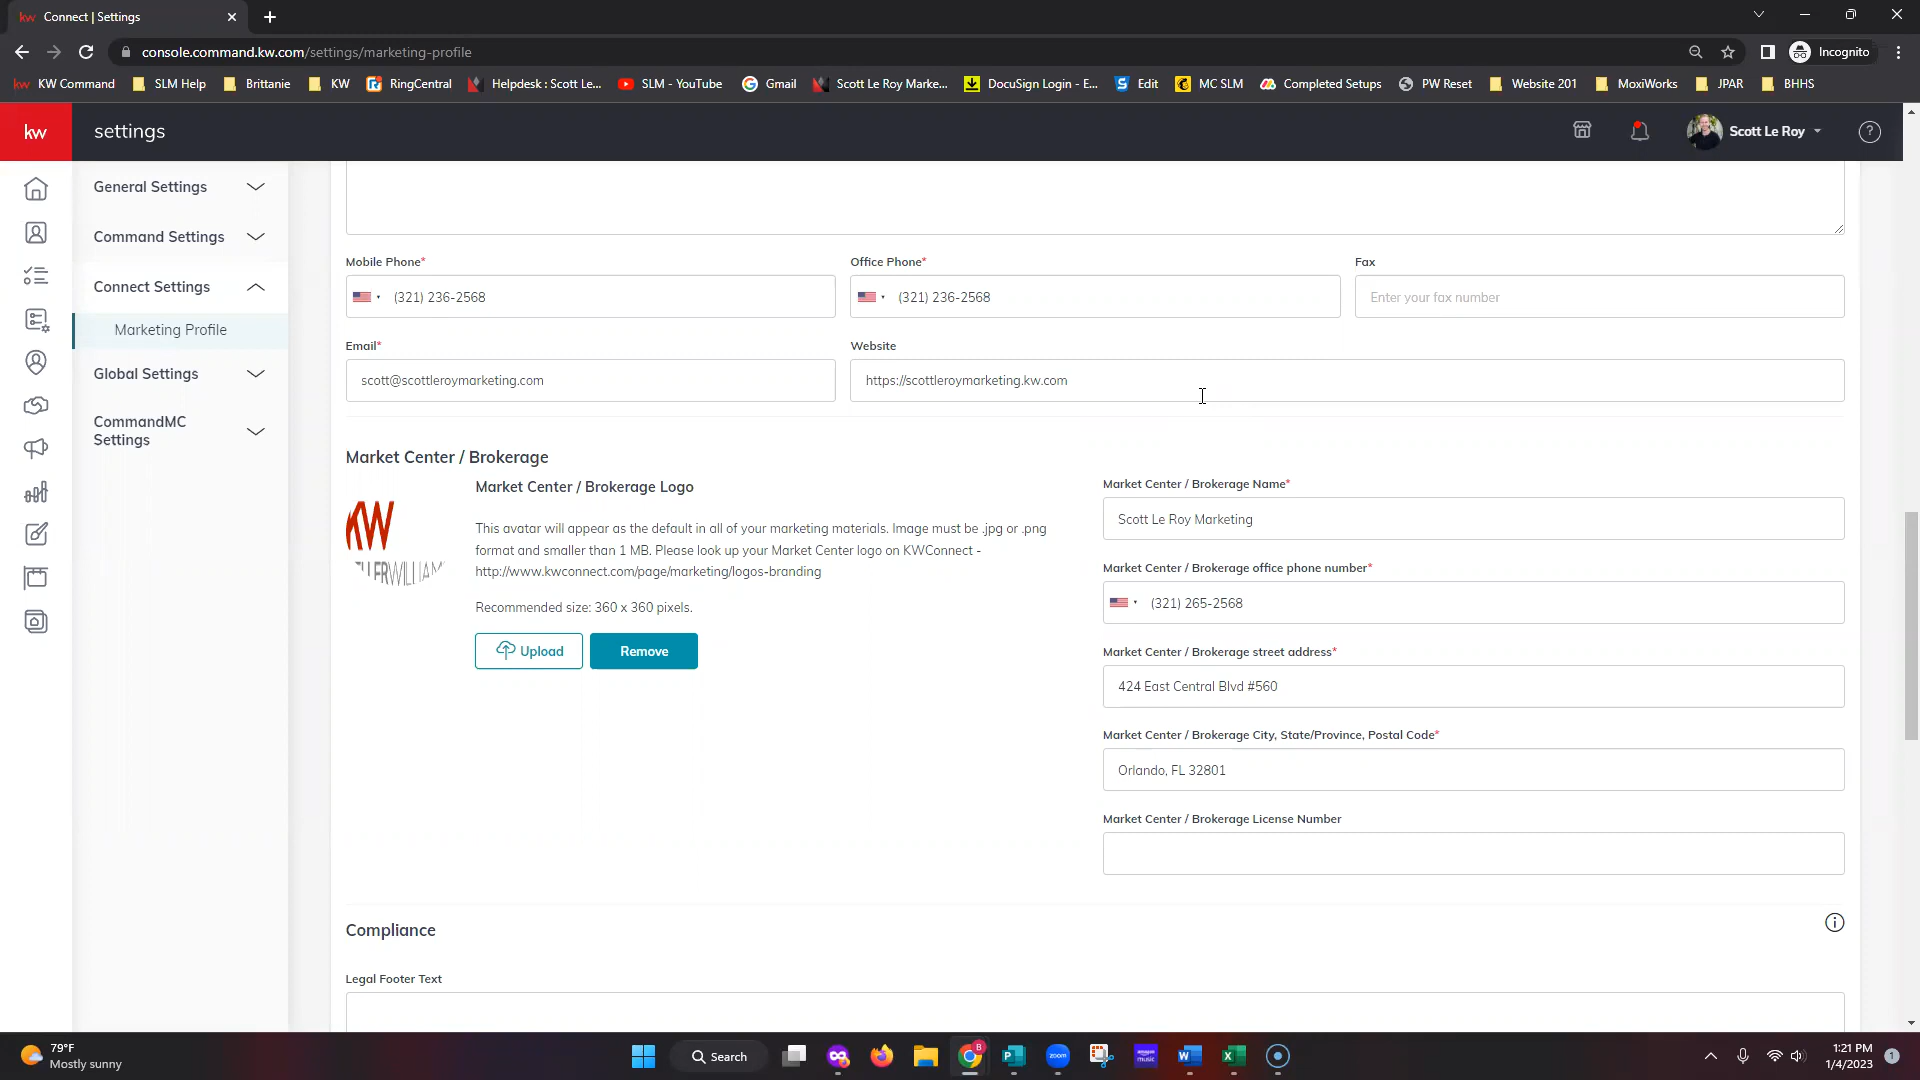 kw Connect | Settings
console.command.kw.com/settings/marketing-profile
Incognito
kw KW Command
SLM Help
Brittanie
KW
RingCentral
Helpdesk : Scott Le...
SLM - YouTube
Gmail
Scott Le Roy Marke...
DocuSign Login - E...
Edit
MC SLM
Completed Setups
PW Reset
Website 201
MoxiWorks
JPAR
BHHS
kw
settings
Scott Le Roy
?
General Settings
Command Settings
Connect Settings
Marketing Profile
Global Settings
CommandMC
Settings
Mobile Phone*
(321) 236-2568
Office Phone*
(321) 236-2568
Fax
Enter your fax number
Email*
scott@scottleroymarketing.com
Website
https://scottleroymarketing.kw.com
Market Center / Brokerage
KW
Market Center / Brokerage Logo
This avatar will appear as the default in all of your marketing materials. Image must be .jpg or .png
format and smaller than 1 MB. Please look up your Market Center logo on KWConnect -
http://www.kwconnect.com/page/marketing/logos-branding
Recommended size: 360 x 360 pixels.
Upload
Remove
Market Center / Brokerage Name*
Scott Le Roy Marketing
Market Center / Brokerage office phone number*
(321) 265-2568
Market Center / Brokerage street address*
424 East Central Blvd #560
Market Center / Brokerage City, State/Province, Postal Code*
Orlando, FL 32801
Market Center / Brokerage License Number
Compliance
Legal Footer Text
79°F
Mostly sunny
Search
8
zoom
1:21 PM
1/4/2023
1